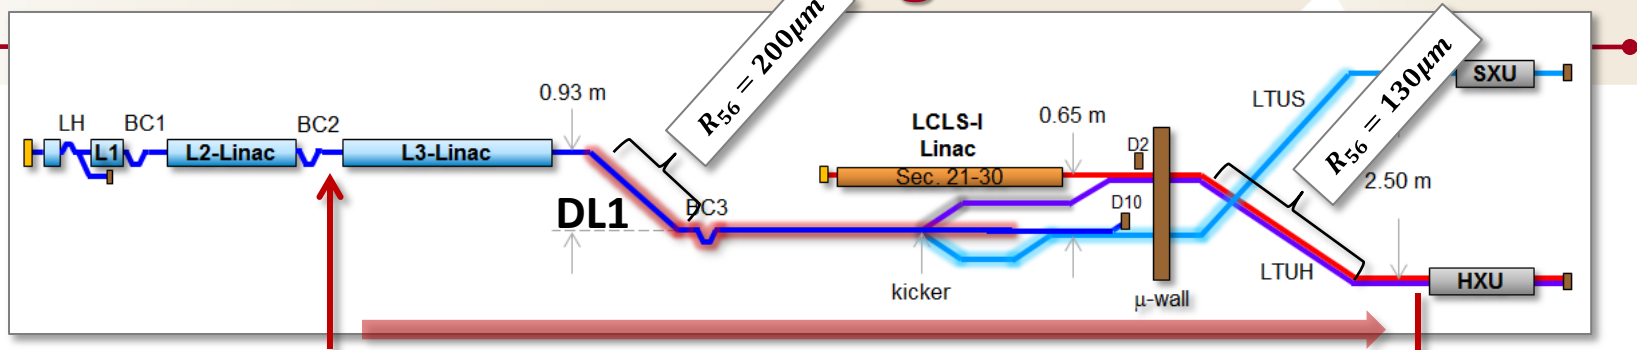 R₅₆ = 200μm
R₅₆ = 130μm
SXU
0.93 m
LTUS
LCLS-I
Linac
0.65 m
LH
BC1
BC2
D2
L1
L2-Linac
L3-Linac
Sec. 21-30
2.50 m
DL1
BC3
D10
LTUH
HXU
kicker
μ-wall